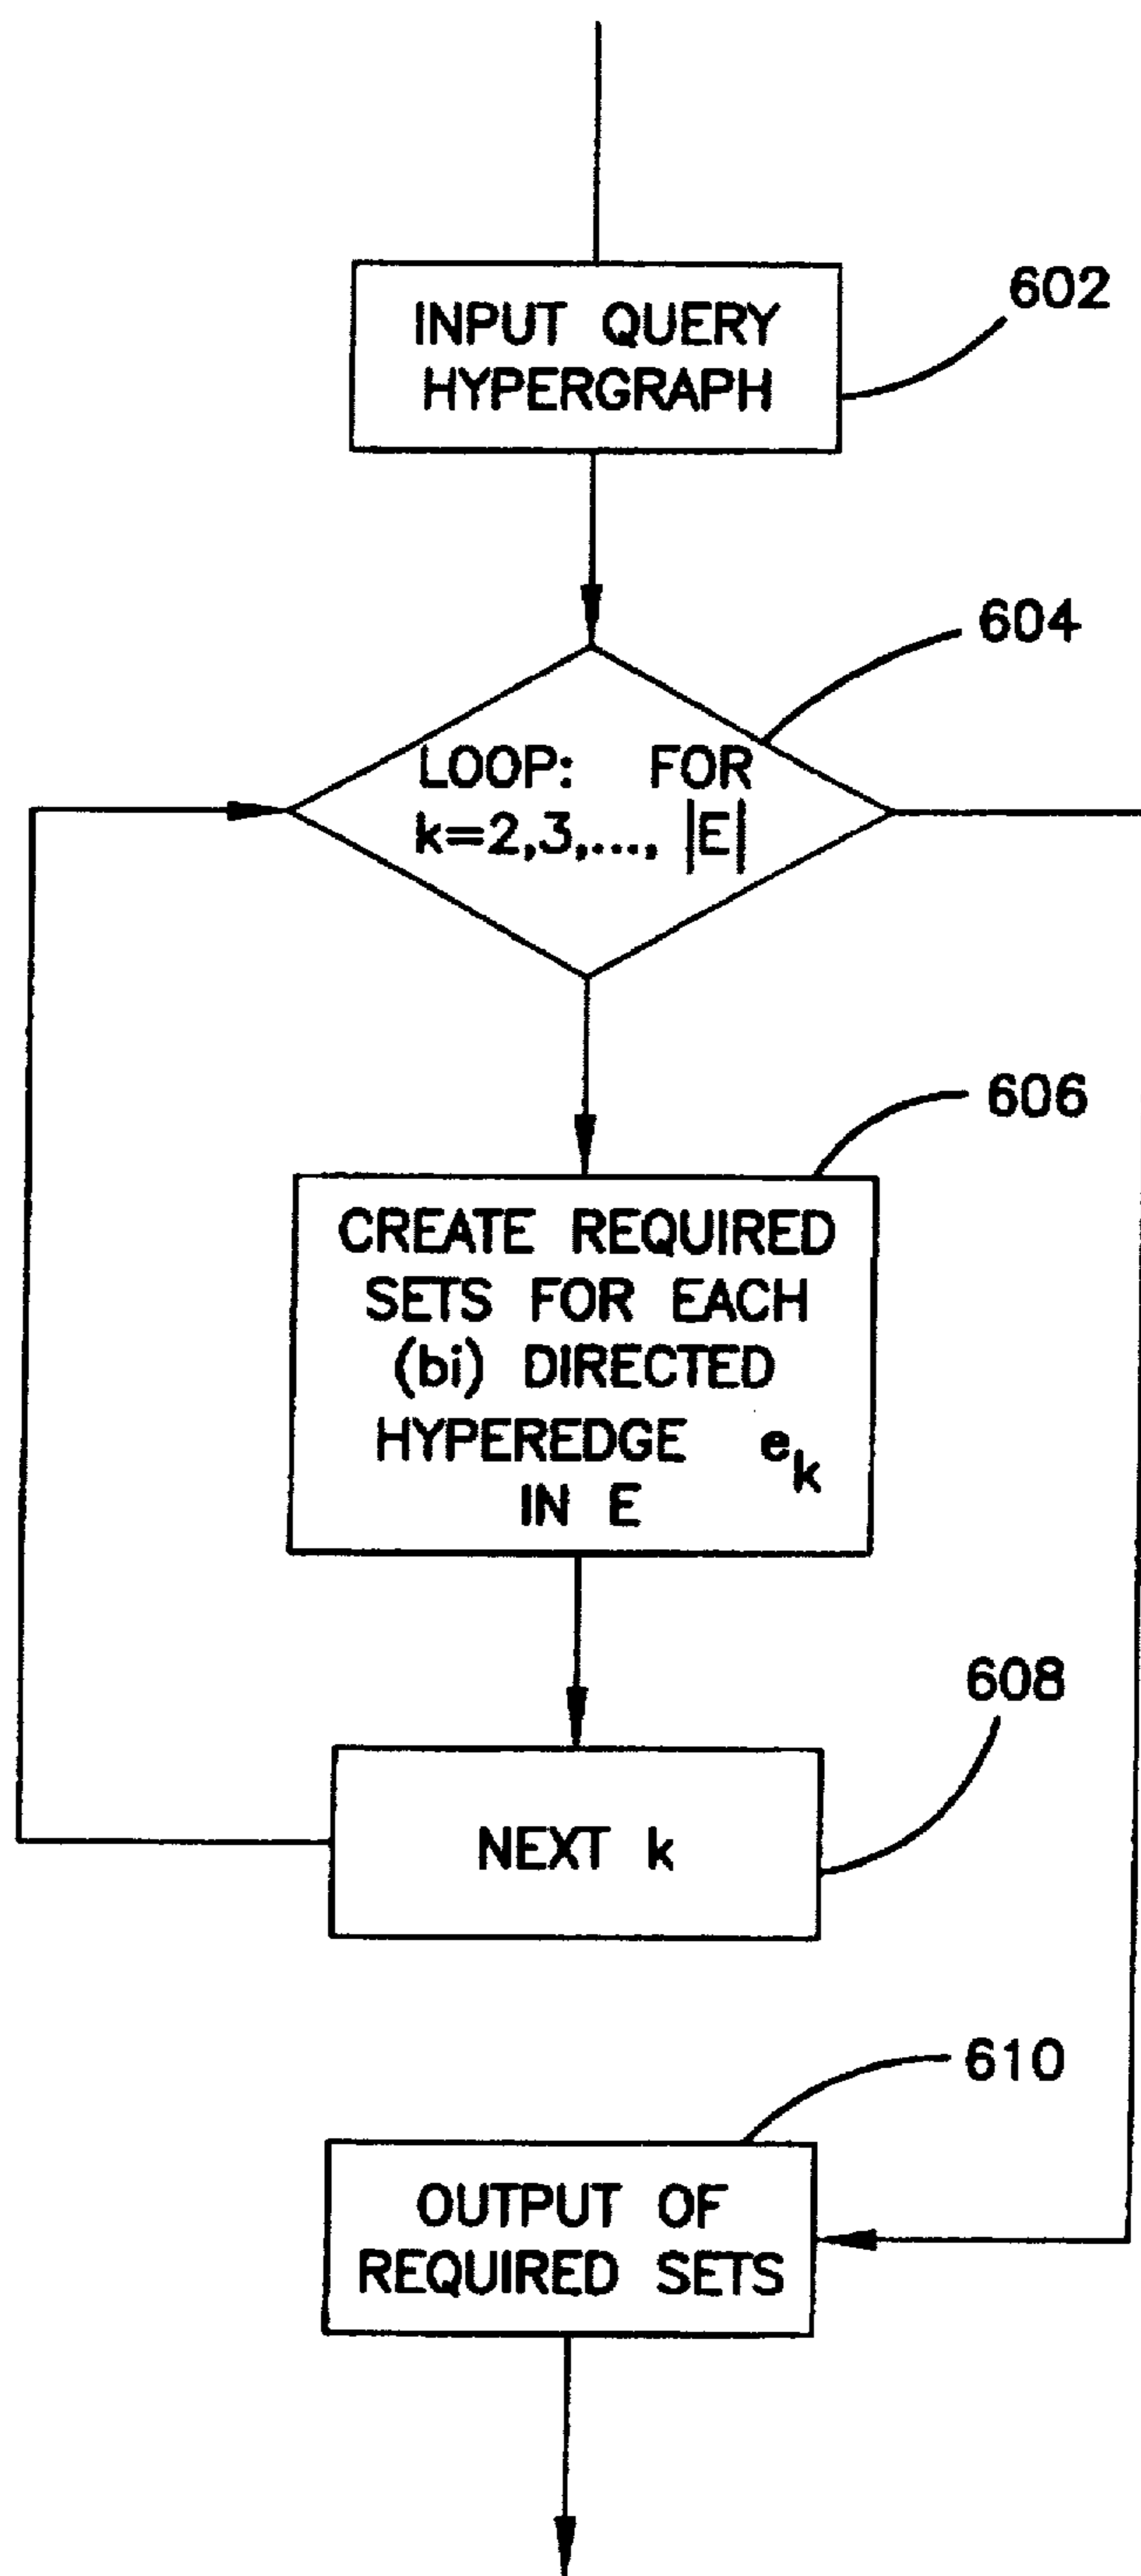 INPUT QUERY
HYPERGRAPH
602
604
LOOP: FOR
k=2,3,..., |E|
606
CREATE REQUIRED
SETS FOR EACH
(bi) DIRECTED
HYPEREDGE e_k
IN E
608
NEXT k
610
OUTPUT OF
REQUIRED SETS